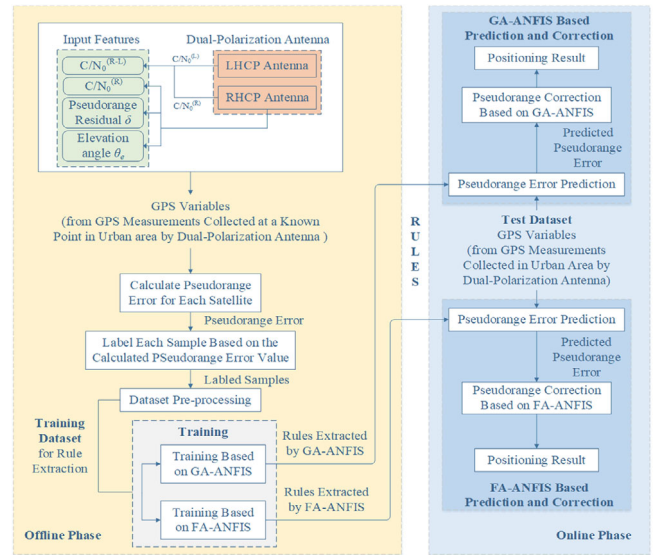 Input Features
Dual-Polarization Antenna
C/N0(R-L)
C/N0(R)
Pseudorange
Residual δ
Elevation
angle θe
C/N0(L)
C/N0(R)
LHCP Antenna
RHCP Antenna
GPS Variables
(from GPS Measurements Collected at a Known
Point in Urban area by Dual-Polarization Antenna )
Calculate Pseudorange
Error for Each Satellite
Pseudorange Error
Label Each Sample Based on the
Calculated PSeudorange Error Value
Labled Samples
Dataset Pre-processing
Training
Dataset
for Rule
Extraction
Training
Training Based
on GA-ANFIS
Training Based
on FA-ANFIS
Rules Extracted
by GA-ANFIS
Rules Extracted
by FA-ANFIS
Offline Phase
R
U
L
E
S
GA-ANFIS Based
Prediction and Correction
Positioning Result
Pseudorange Correction
Based on GA-ANFIS
Predicted
Pseudorange
Error
Pseudorange Error Prediction
Test Dataset
GPS Variables
(from GPS Measurements
Collected in Urban Area by
Dual-Polarization Antenna)
Pseudorange Error Prediction
Predicted
Pseudorange
Error
Pseudorange Correction
Based on FA-ANFIS
Positioning Result
FA-ANFIS Based
Prediction and Correction
Online Phase